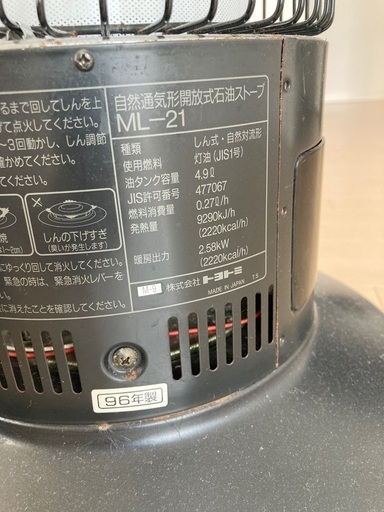 るまで回してしんを上
げて点火してください。
〜3回動かし、じん調節
確かめてください。
焼
1〜2cm)
しんの下げすぎ
(臭いが発生します)
にゆっくり回して消火してください。
緊急の時は、緊急消火レバーを
消えたことを確認してください。
自然通気形開放式石油ストーブ
ML-21
種類 しん式・自然対流形
使用燃料 灯油(JIS1号)
油タンク容量 4.9ℓ
JIS許可番号 477067
燃料消費量 0.27ℓ/h
発熱量 9290kJ/h
(2220kcal/h)
暖房出力 2.58kW
(2220kcal/h)
M-9 株式会社 トヨトミ T.S
MADE IN JAPAN
96年製